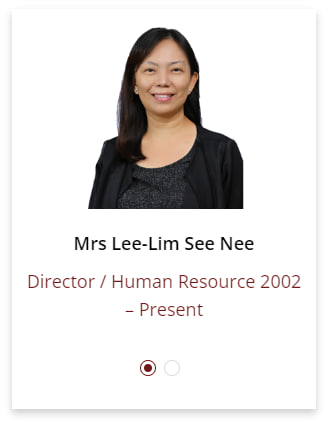 Mrs Lee-Lim See Nee
Director / Human Resource 2002
– Present